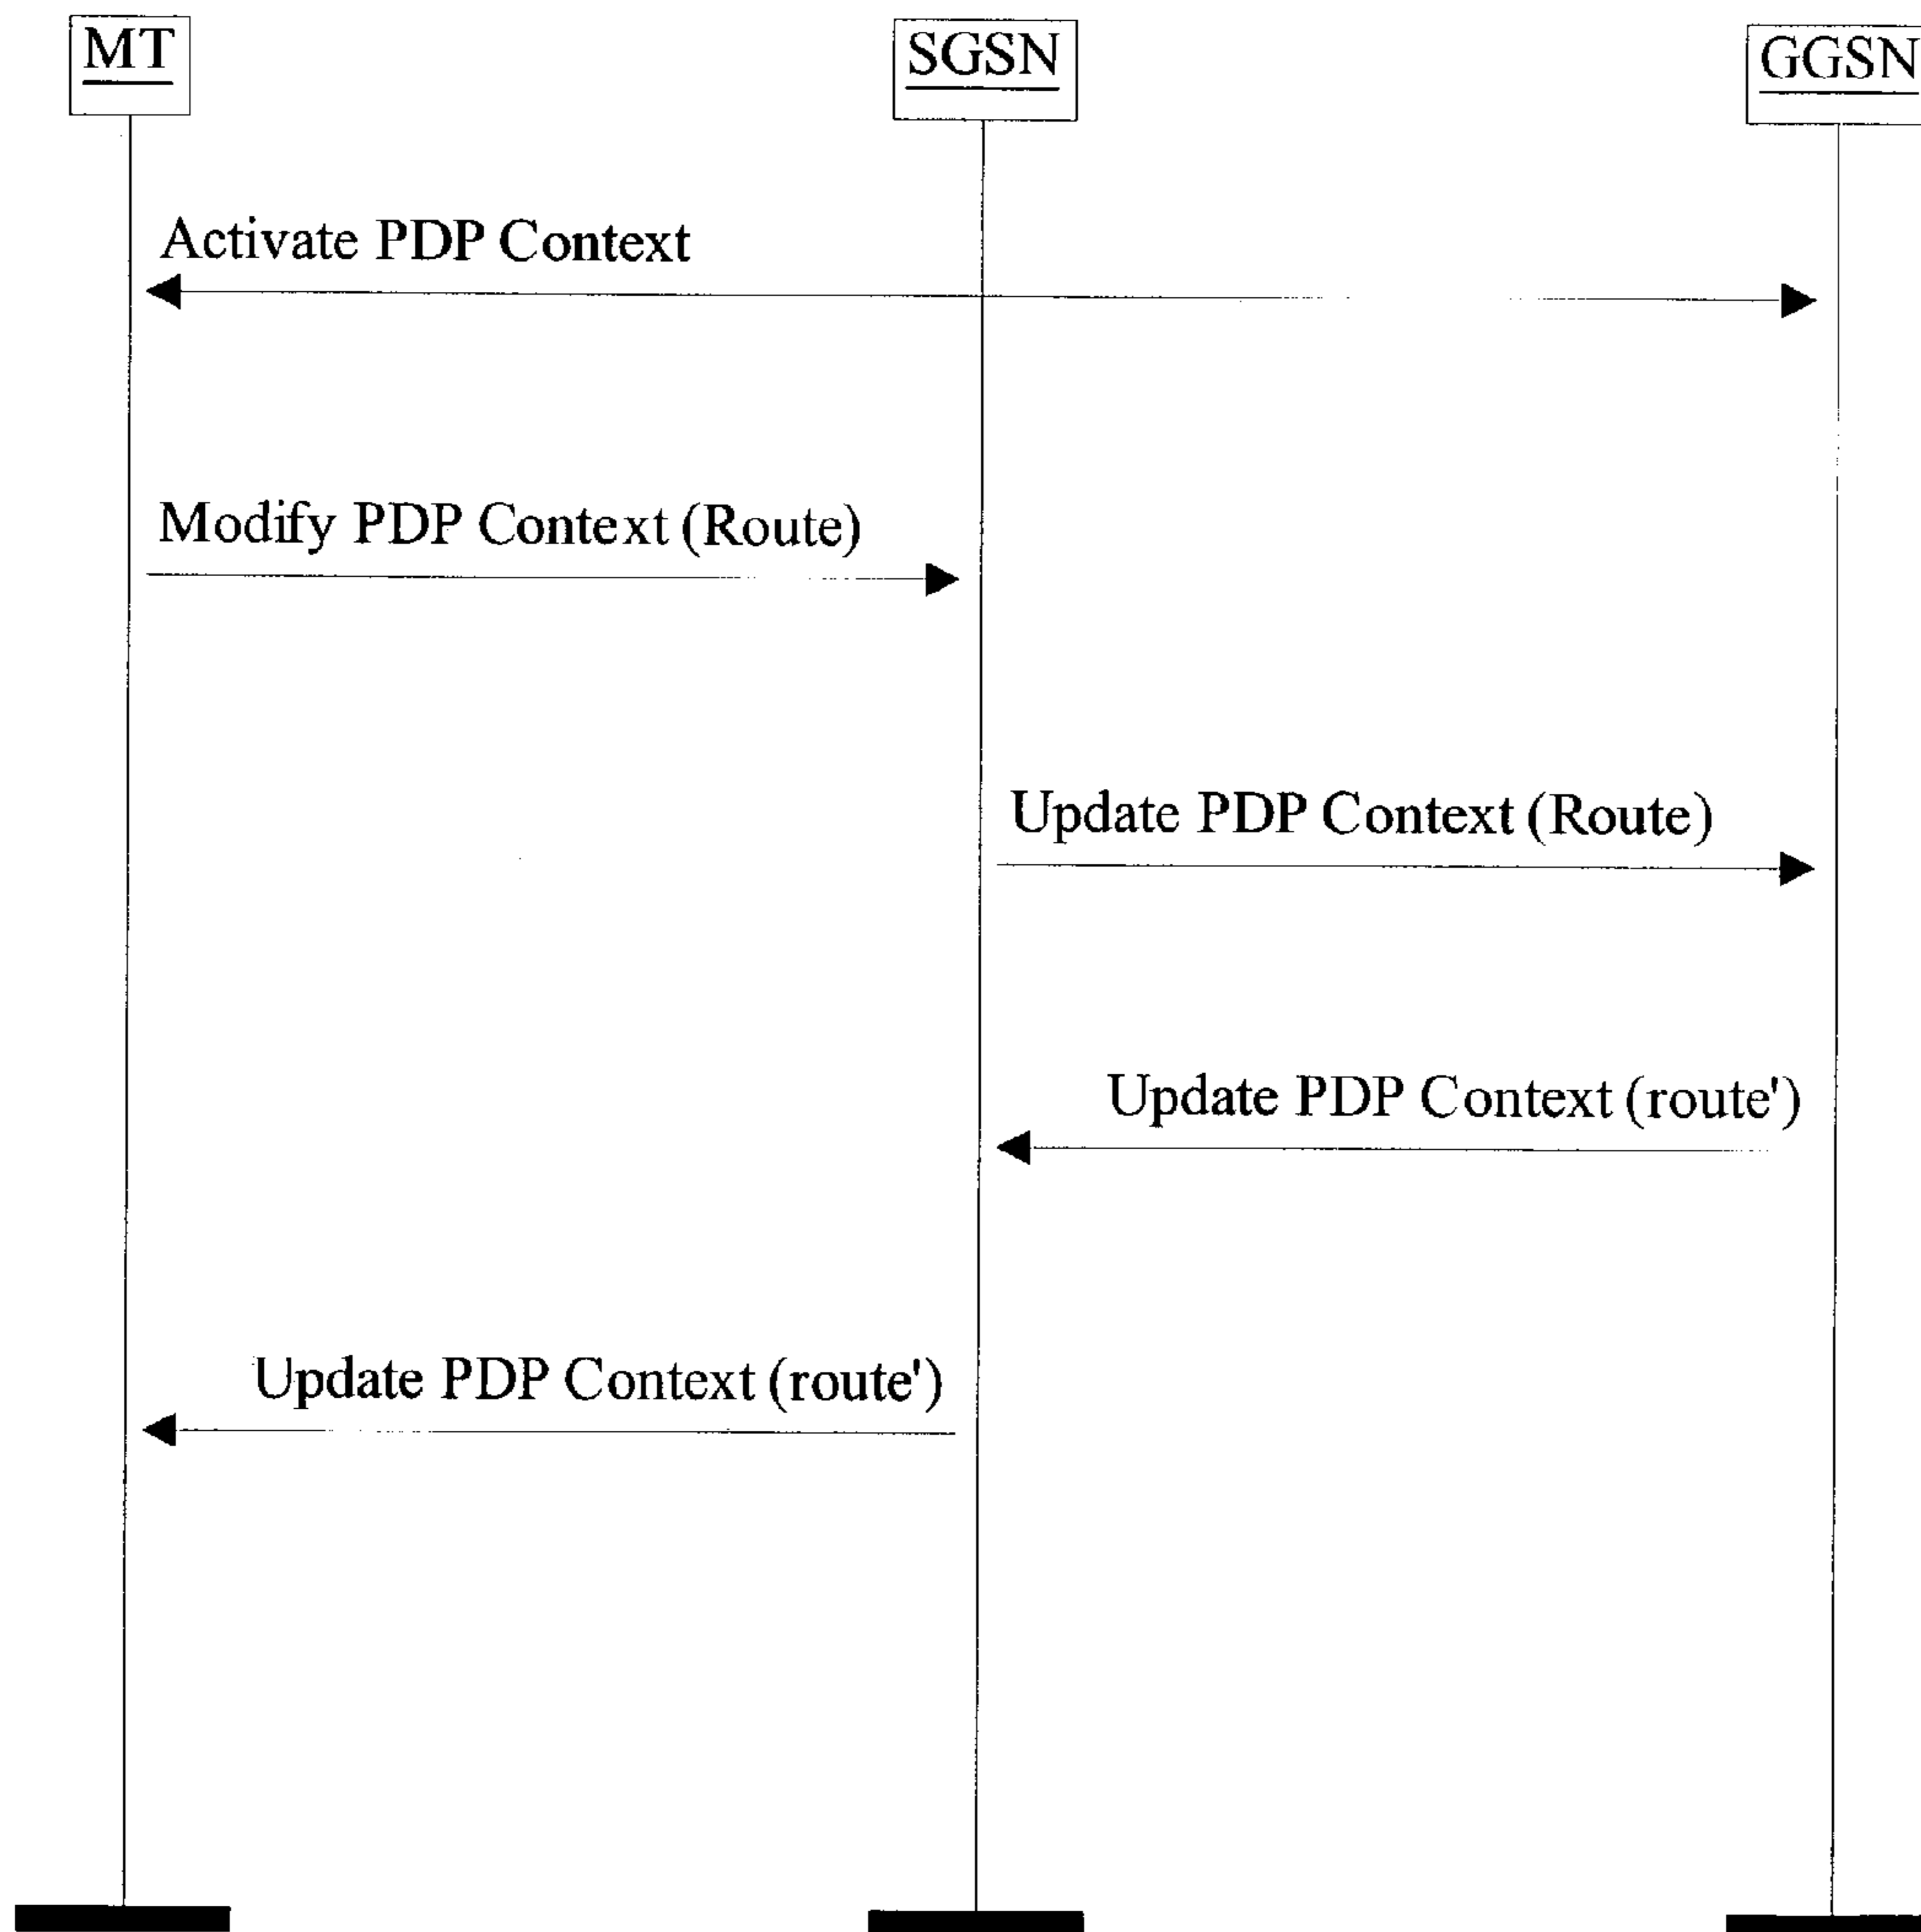 MT
SGSN
GGSN
Activate PDP Context
Modify PDP Context (Route)
Update PDP Context (Route)
Update PDP Context (route')
Update PDP Context (route')